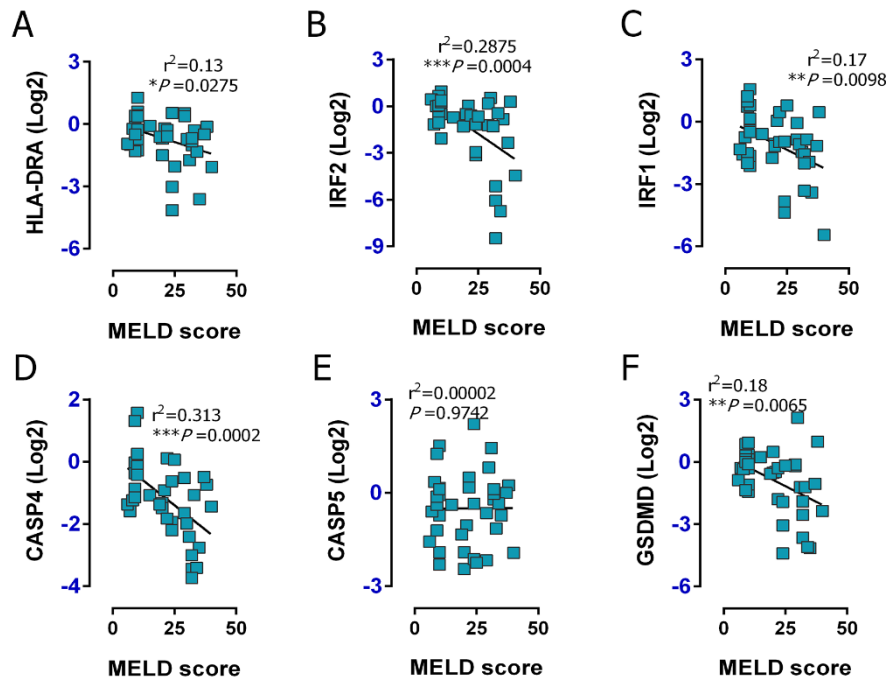 A
r²=0.13
*P=0.0275
HLA-DRA (Log2)
3
0
-3
-6
0 25 50
MELD score
B
r²=0.2875
***P=0.0004
IRF2 (Log2)
3
0
-3
-6
-9
0 25 50
MELD score
C
r²=0.17
**P=0.0098
IRF1 (Log2)
3
0
-3
-6
0 25 50
MELD score
D
r²=0.313
***P=0.0002
CASP4 (Log2)
2
0
-2
-4
0 25 50
MELD score
E
r²=0.00002
P=0.9742
CASP5 (Log2)
3
0
-3
0 25 50
MELD score
F
r²=0.18
**P=0.0065
GSDMD (Log2)
3
0
-3
-6
0 25 50
MELD score